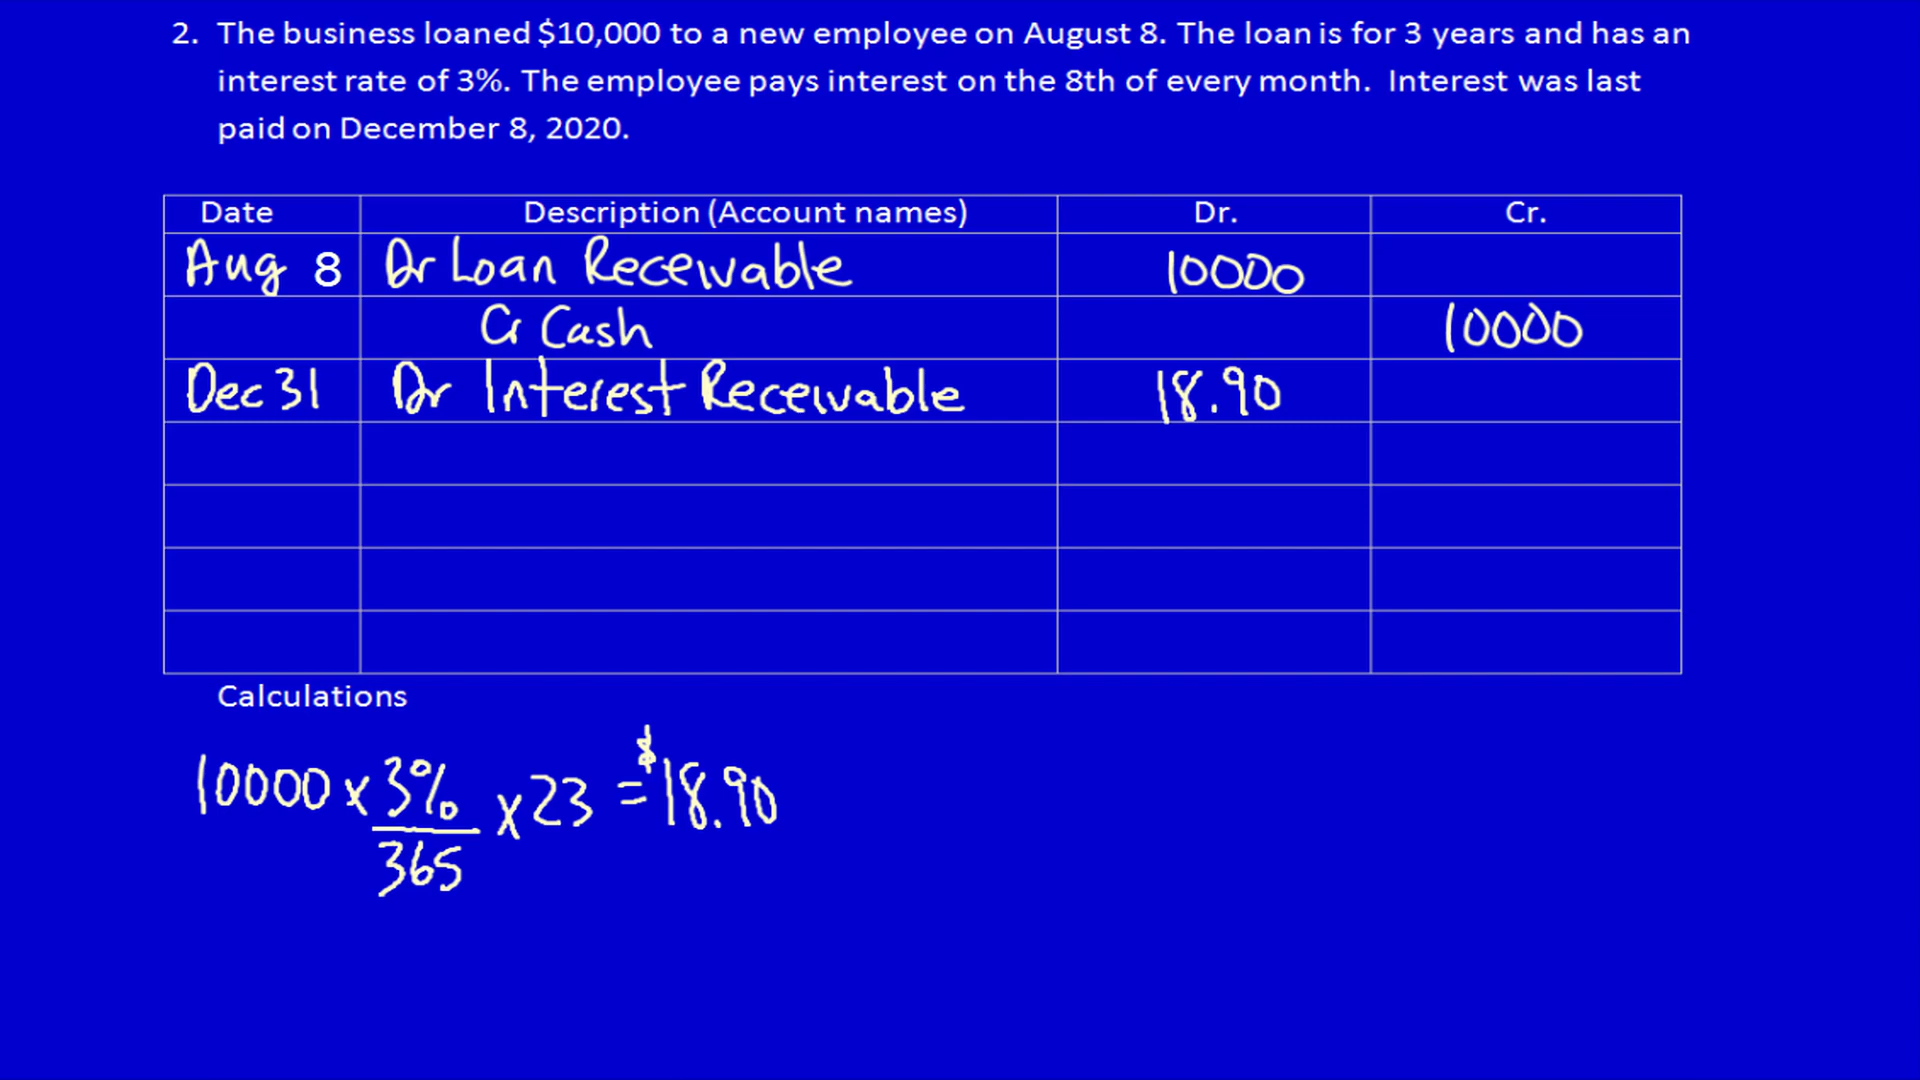 2. The business loaned $10,000 to a new employee on August 8. The loan is for 3 years and has an
interest rate of 3%. The employee pays interest on the 8th of every month. Interest was last
paid on December 8, 2020.
Date Description (Account names) Dr. Cr.
Aug 8 Dr Loan Receivable 10000
Cr Cash 10000
Dec 31 Dr Interest Receivable 18.90
Calculations
10000 x 3%/365 x 23 = $18.90